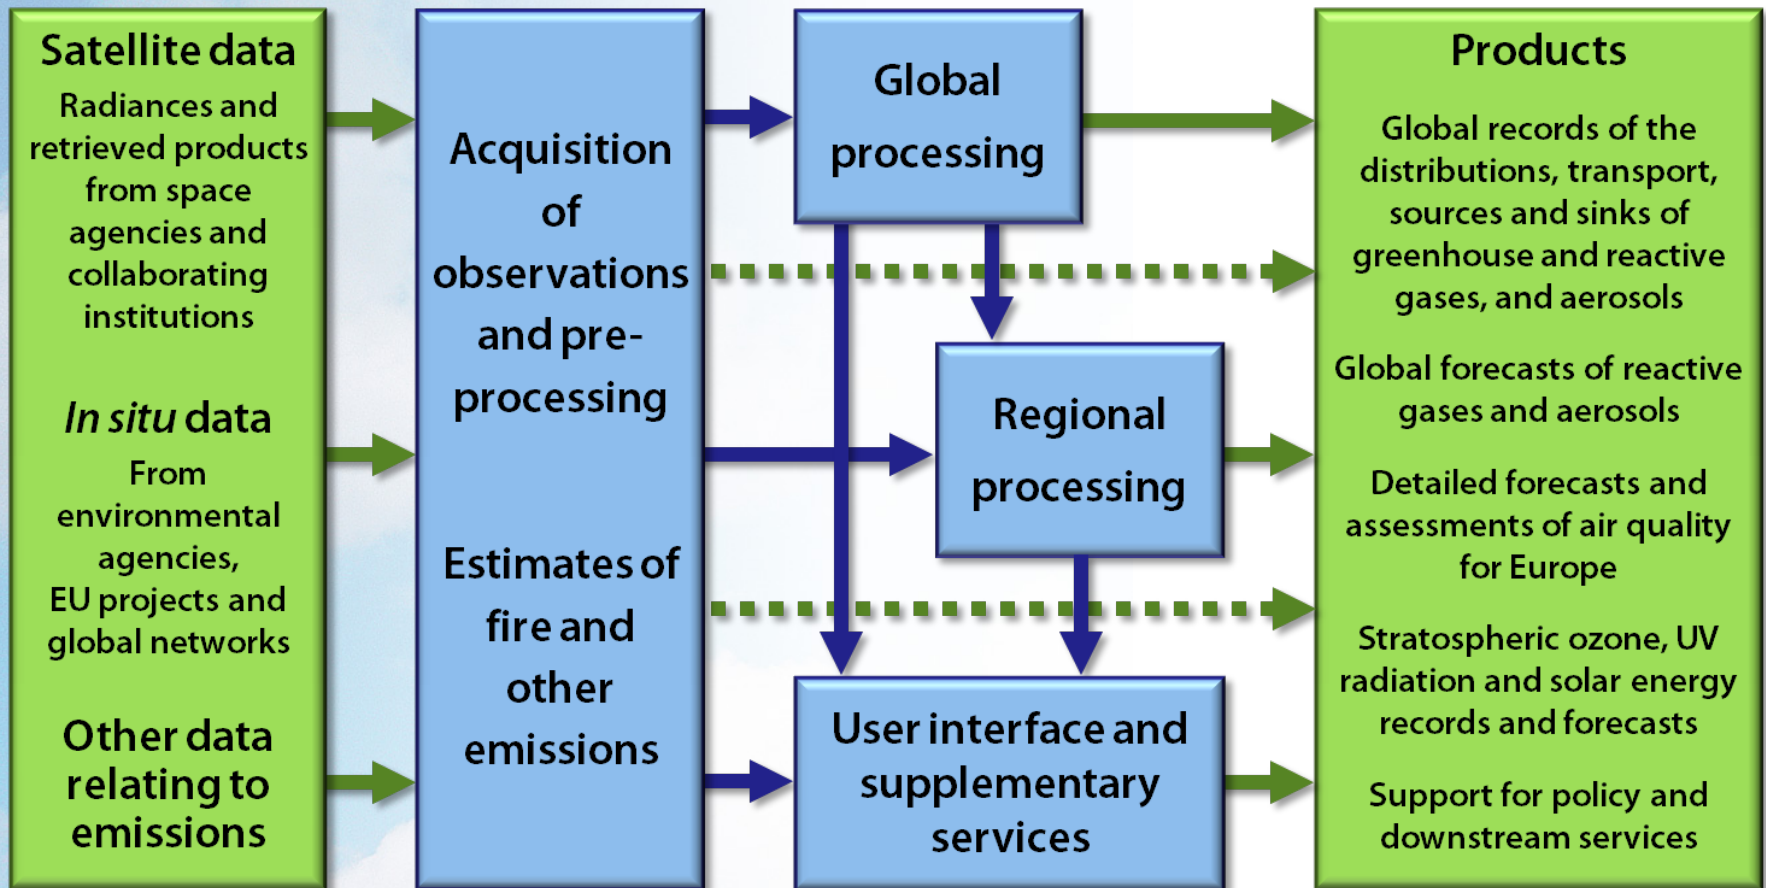 Satellite data
Radiances and
retrieved products
from space
agencies and
collaborating
institutions
In situ data
From
environmental
agencies,
EU projects and
global networks
Other data
relating to
emissions
Acquisition
of
observations
and pre-
processing
Estimates of
fire and
other
emissions
Global
processing
Regional
processing
User interface and
supplementary
services
Products
Global records of the
distributions, transport,
sources and sinks of
greenhouse and reactive
gases, and aerosols
Global forecasts of reactive
gases and aerosols
Detailed forecasts and
assessments of air quality
for Europe
Stratospheric ozone, UV
radiation and solar energy
records and forecasts
Support for policy and
downstream services